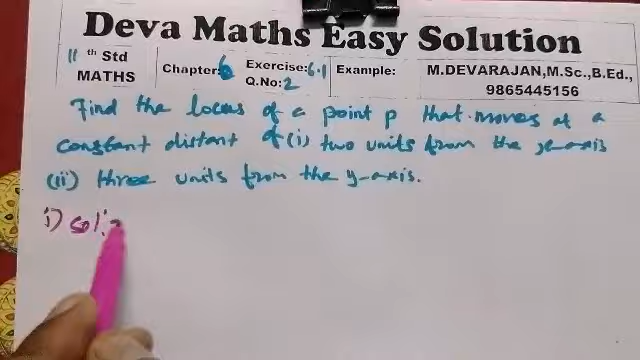 Deva Maths Easy Solution
11 th Std MATHS
Chapter: 6
Exercise: 6.1
Q.No: 2
Example:
M.DEVARAJAN,M.Sc.,B.Ed.,
9865445156
Find the locus of a point P that moves at a
constant distant of (i) two units from the x-axis
(ii) three units from the y-axis.
i) Sol: